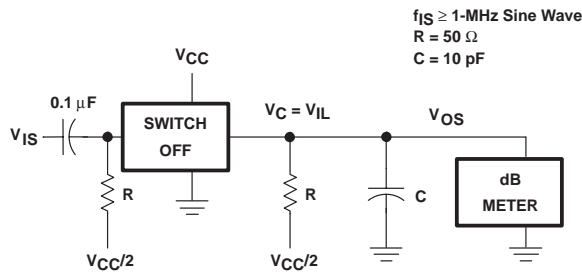 fIS ≥ 1-MHz Sine Wave
R = 50 Ω
C = 10 pF
VCC
0.1 μF
VIS
SWITCH
OFF
VC = VIL
VOS
dB
METER
R
R
C
VCC/2
VCC/2